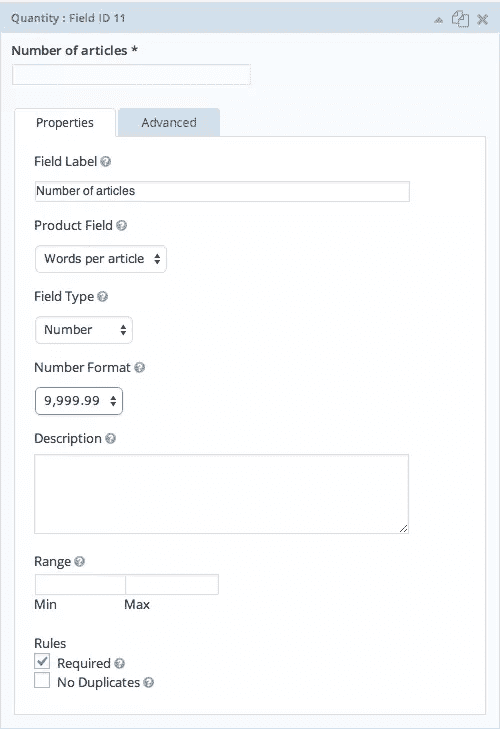 Quantity : Field ID 11
Number of articles *
Properties
Advanced
Field Label
Number of articles
Product Field
Words per article
Field Type
Number
Number Format
9,999.99
Description
Range
Min Max
Rules
Required
No Duplicates